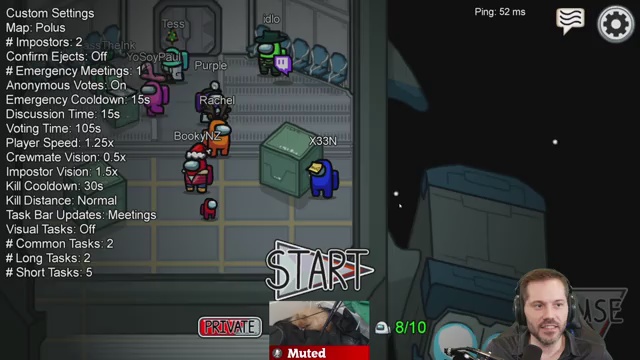 Custom Settings
Map: Polus
# Impostors: 2
Confirm Ejects: Off
# Emergency Meetings: 1
Anonymous Votes: On
Emergency Cooldown: 15s
Discussion Time: 15s
Voting Time: 105s
Player Speed: 1.25x
Crewmate Vision: 0.5x
Impostor Vision: 1.5x
Kill Cooldown: 30s
Kill Distance: Normal
Task Bar Updates: Meetings
Visual Tasks: Off
# Common Tasks: 2
# Long Tasks: 2
# Short Tasks: 5
Ping: 52 ms
Tess
idlo
YoSoyPaul
Purple
Rachel
BookyNZ
X33N
START
PRIVATE
8/10
Muted